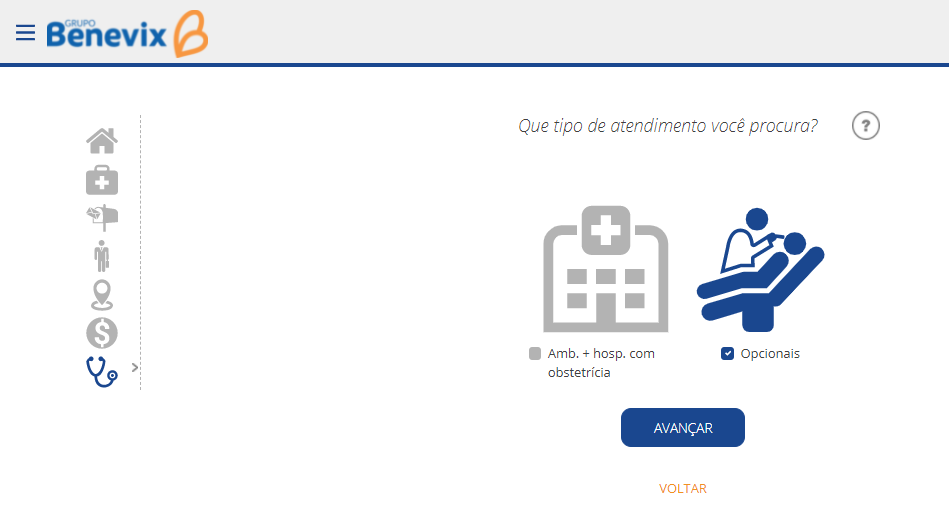 GRUPO
Benevix
Que tipo de atendimento você procura?
?
$
Amb. + hosp. com
obstetrícia
Opcionais
AVANÇAR
VOLTAR